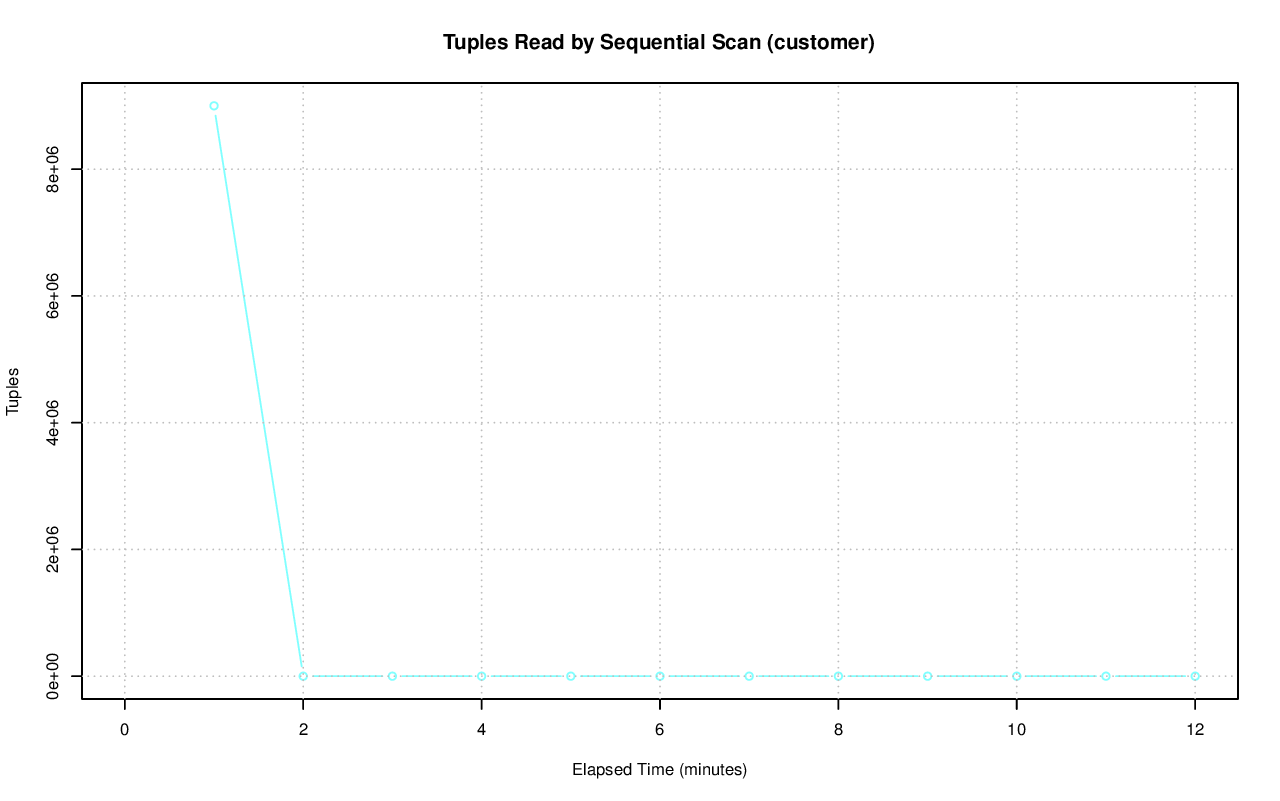 Tuples Read by Sequential Scan (customer)
Tuples
8e+06
6e+06
4e+06
2e+06
0e+00
0 2 4 6 8 10 12
Elapsed Time (minutes)